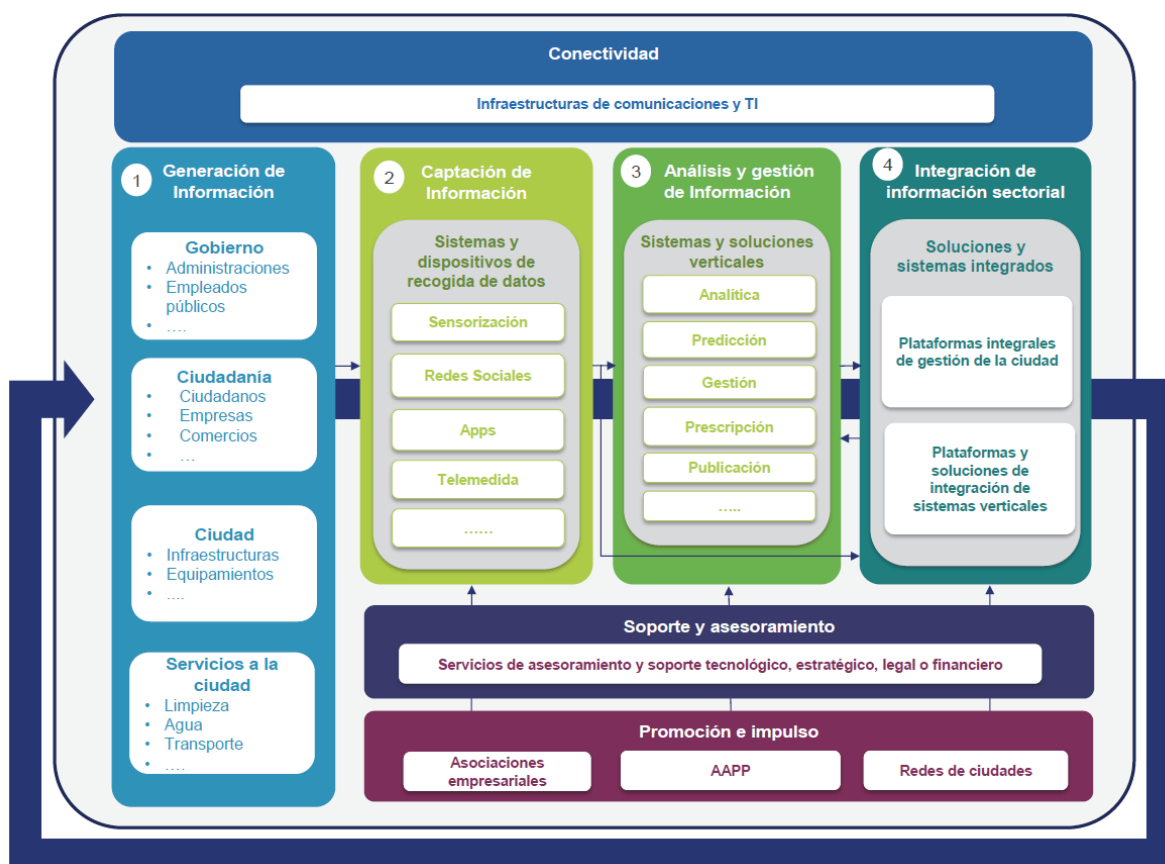 Conectividad
Infraestructuras de comunicaciones y TI
1
Generación de
Información
Gobierno
• Administraciones
• Empleados
públicos
• ....
Ciudadanía
• Ciudadanos
• Empresas
• Comercios
• ...
Ciudad
• Infraestructuras
• Equipamientos
• ....
Servicios a la
ciudad
• Limpieza
• Agua
• Transporte
• ....
2
Captación de
Información
Sistemas y
dispositivos de
recogida de datos
Sensorización
Redes Sociales
Apps
Telemedida
......
3
Análisis y gestión
de Información
Sistemas y soluciones
verticales
Analítica
Predicción
Gestión
Prescripción
Publicación
.....
4
Integración de
información sectorial
Soluciones y
sistemas integrados
Plataformas integrales
de gestión de la ciudad
Plataformas y
soluciones de
integración de
sistemas verticales
Soporte y asesoramiento
Servicios de asesoramiento y soporte tecnológico, estratégico, legal o financiero
Promoción e impulso
Asociaciones
empresariales
AAPP
Redes de ciudades